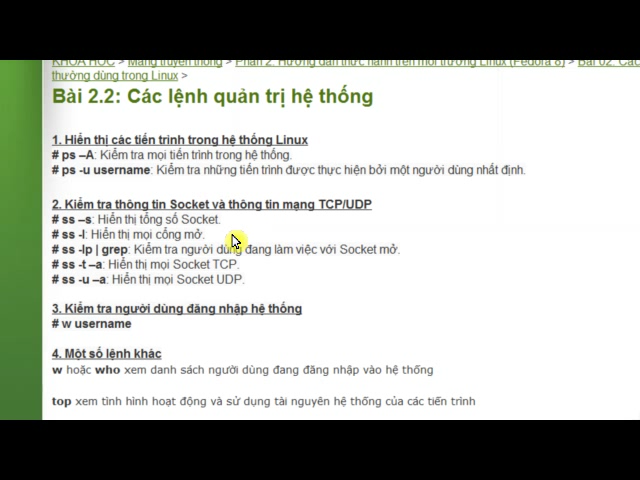 KHOÁ HỌC > Mạng truyền thông > Phần 2. Hướng dẫn thực hành trên môi trường Linux (Fedora 8) > Bài 02. Các
thường dùng trong Linux >
Bài 2.2: Các lệnh quản trị hệ thống
1. Hiển thị các tiến trình trong hệ thống Linux
# ps –A: Kiểm tra mọi tiến trình trong hệ thống.
# ps -u username: Kiểm tra những tiến trình được thực hiện bởi một người dùng nhất định.
2. Kiểm tra thông tin Socket và thông tin mạng TCP/UDP
# ss –s: Hiển thị tổng số Socket.
# ss -l: Hiển thị mọi cổng mở.
# ss -lp | grep: Kiểm tra người dùng đang làm việc với Socket mở.
# ss -t –a: Hiển thị mọi Socket TCP.
# ss -u –a: Hiển thị mọi Socket UDP.
3. Kiểm tra người dùng đăng nhập hệ thống
# w username
4. Một số lệnh khác
w hoặc who xem danh sách người dùng đang đăng nhập vào hệ thống
top xem tình hình hoạt động và sử dụng tài nguyên hệ thống của các tiến trình